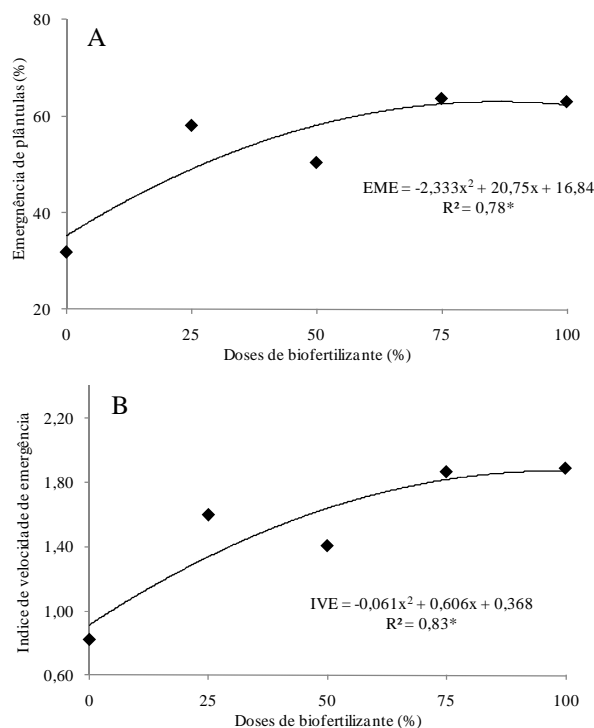 A
Emergnência de plântulas (%)
80
60
40
20
EME = -2,333x² + 20,75x + 16,84
R² = 0,78*
0 25 50 75 100
Doses de biofertilizante (%)
B
Indice de velocidade de emergência
2,20
1,80
1,40
1,00
0,60
IVE = -0,061x² + 0,606x + 0,368
R² = 0,83*
0 25 50 75 100
Doses de biofertilizante (%)